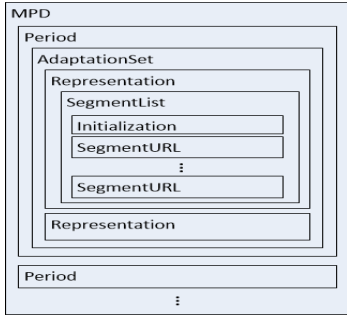 MPD
Period
AdaptationSet
Representation
SegmentList
Initialization
SegmentURL
⋮
SegmentURL
Representation
Period
⋮